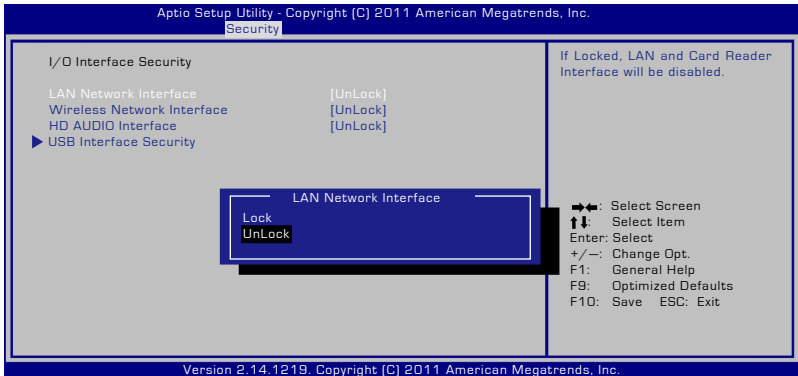 Aptio Setup Utility - Copyright (C) 2011 American Megatrends, Inc.
Security
I/O Interface Security
LAN Network Interface [UnLock]
Wireless Network Interface [UnLock]
HD AUDIO Interface [UnLock]
USB Interface Security
If Locked, LAN and Card Reader
Interface will be disabled.
LAN Network Interface
Lock
UnLock
→←: Select Screen
↑↓: Select Item
Enter: Select
+/—: Change Opt.
F1: General Help
F9: Optimized Defaults
F10: Save ESC: Exit
Version 2.14.1219. Copyright (C) 2011 American Megatrends, Inc.